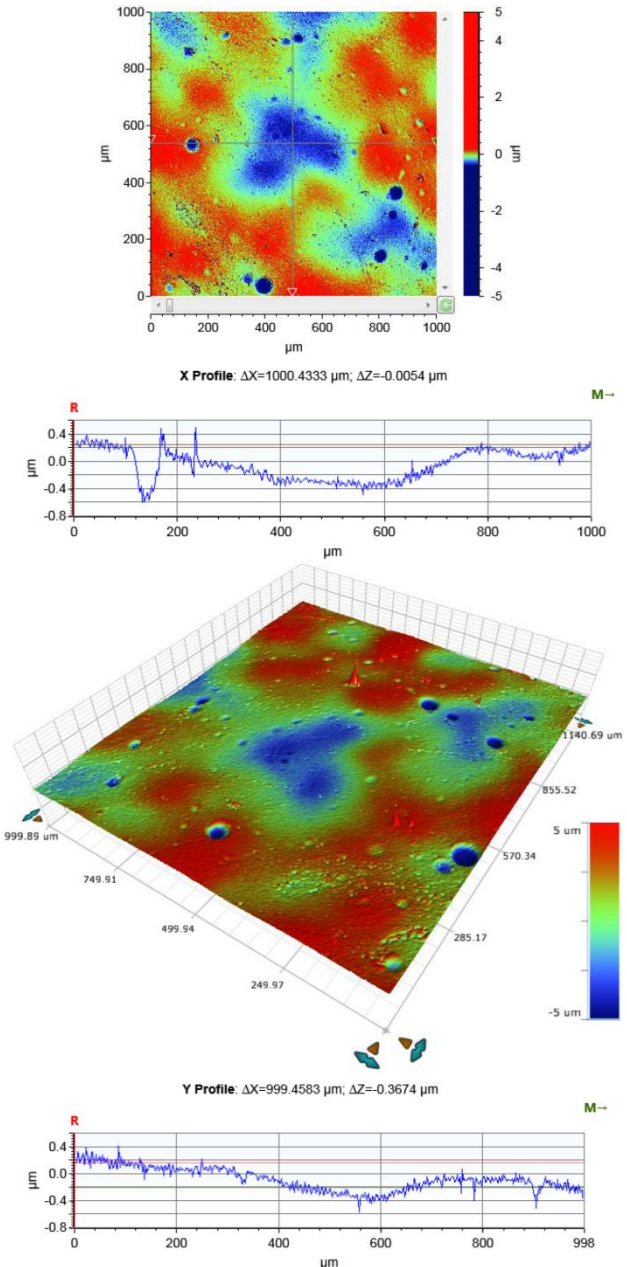 1000
800
600
400
200
0
µm
0 200 400 600 800 1000
µm
5
4
2
0
-2
-4
-5
µm
X Profile: ΔX=1000.4333 µm; ΔZ=-0.0054 µm
R M→
0.4
0.0
-0.4
-0.8
µm
0 200 400 600 800 1000
µm
1140.69 um
855.52
570.34
285.17
999.89 um
749.91
499.94
249.97
5 um
-5 um
Y Profile: ΔX=999.4583 µm; ΔZ=-0.3674 µm
R M→
0.4
0.0
-0.4
-0.8
µm
0 200 400 600 800 998
µm